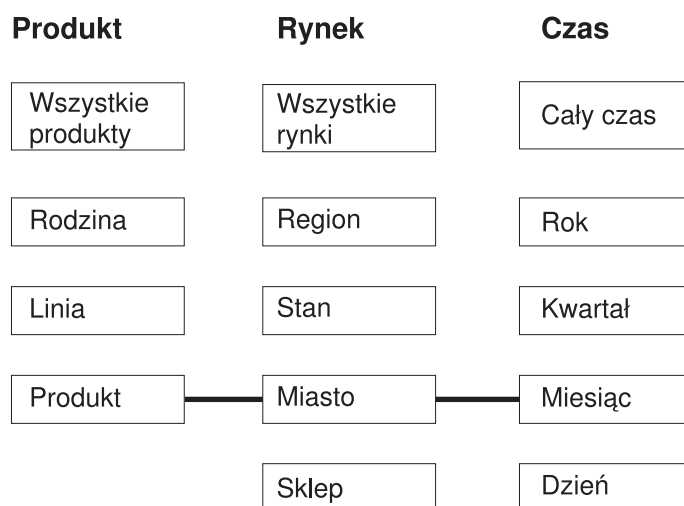 Produkt
Rynek
Czas
Wszystkie
produkty
Wszystkie
rynki
Cały czas
Rodzina
Region
Rok
Linia
Stan
Kwartał
Produkt
Miasto
Miesiąc
Sklep
Dzień